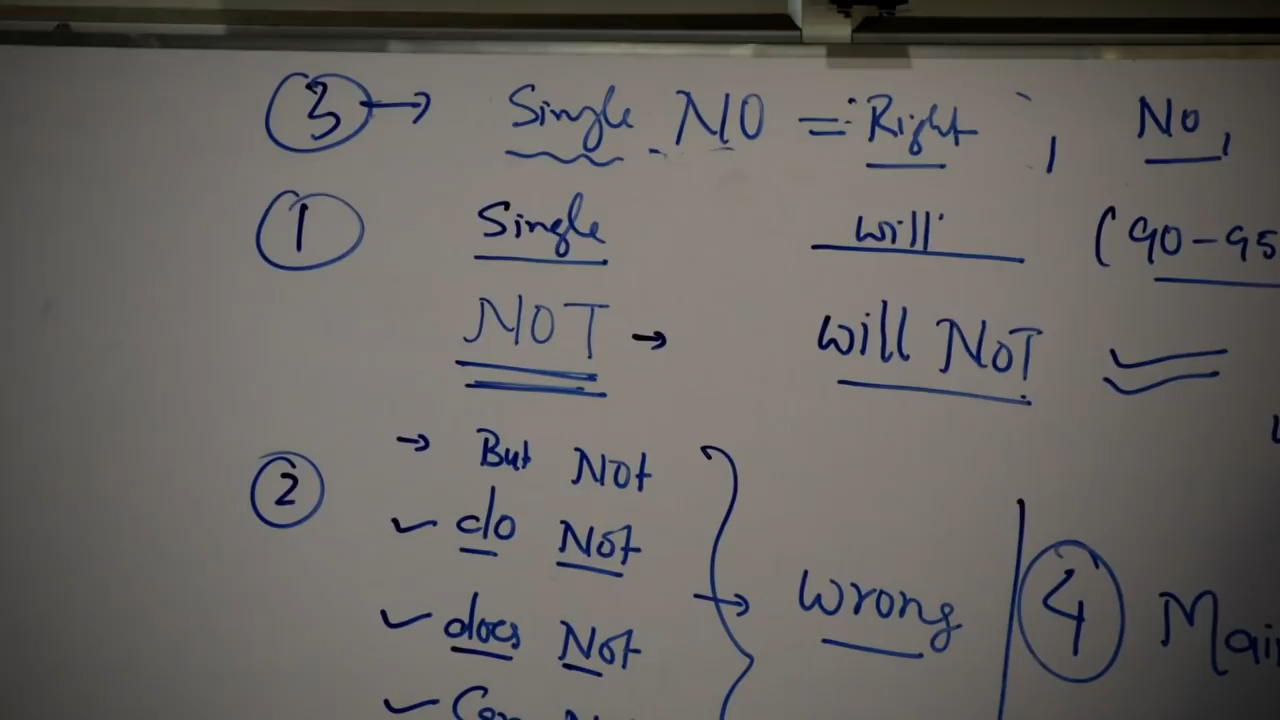 ③ → Single NO = Right ; No,
① Single will (90-95
NOT → will NOT
② → But Not
✓ do Not
✓ does Not → Wrong ④ Mai